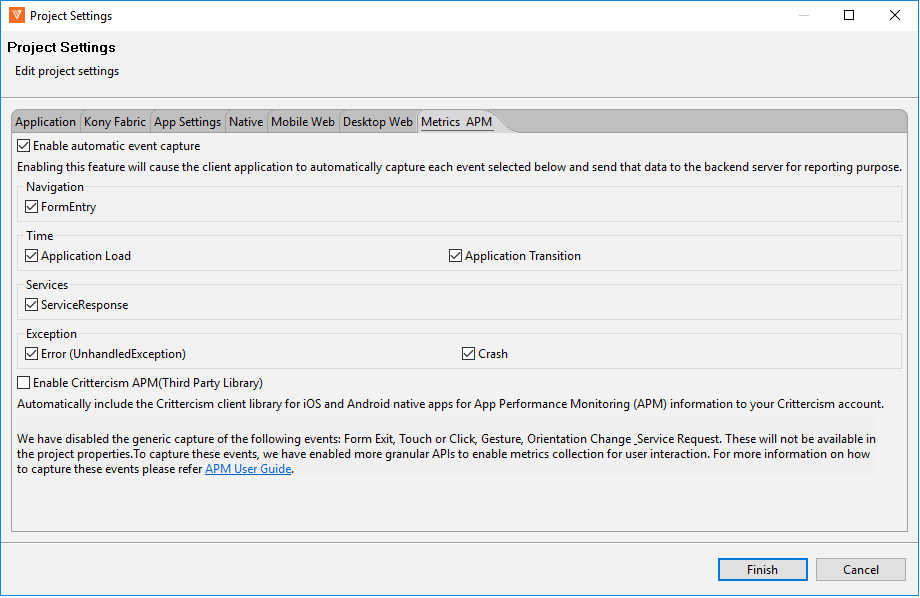 Project Settings
Project Settings
Edit project settings
Application Kony Fabric App Settings Native Mobile Web Desktop Web Metrics APM
Enable automatic event capture
Enabling this feature will cause the client application to automatically capture each event selected below and send that data to the backend server for reporting purpose.
Navigation
FormEntry
Time
Application Load Application Transition
Services
ServiceResponse
Exception
Error (UnhandledException) Crash
Enable Crittercism APM(Third Party Library)
Automatically include the Crittercism client library for iOS and Android native apps for App Performance Monitoring (APM) information to your Crittercism account.
We have disabled the generic capture of the following events: Form Exit, Touch or Click, Gesture, Orientation Change _Service Request. These will not be available in
the project properties.To capture these events, we have enabled more granular APIs to enable metrics collection for user interaction. For more information on how
to capture these events please refer APM User Guide.
Finish Cancel